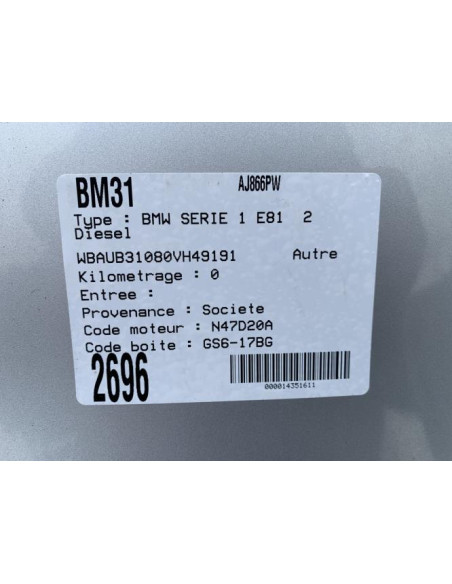 BM31 AJ866PW
Type : BMW SERIE 1 E81 2
Diesel
WBAUB31080VH49191 Autre
Kilometrage : 0
Entree :
Provenance : Societe
Code moteur : N47D20A
Code boite : GS6-17BG
2696
000014351611